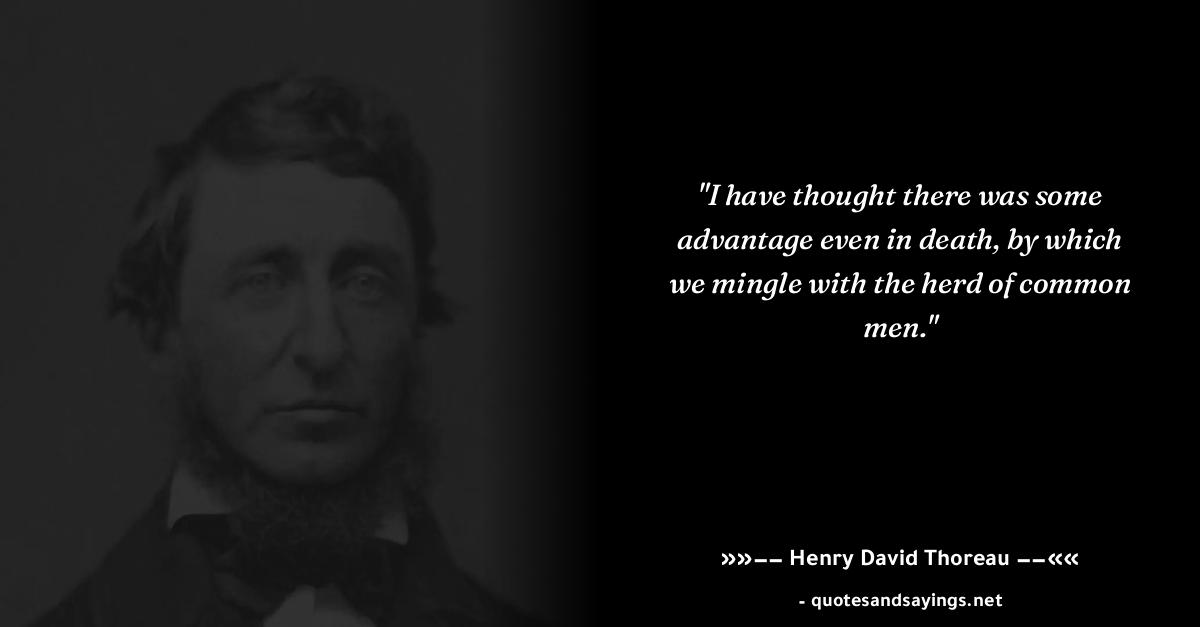 "I have thought there was some
advantage even in death, by which
we mingle with the herd of common
men."
»»-- Henry David Thoreau --««
- quotesandsayings.net